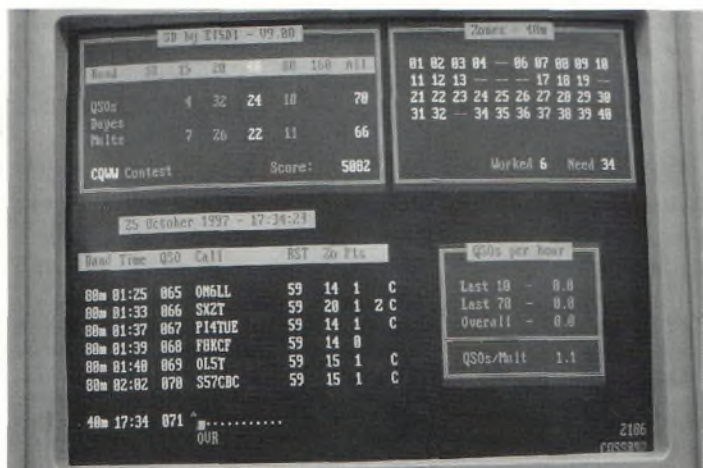 SD by EI5DI - V9.00
Band 10 15 20 40 80 160 All
QSOs 4 32 24 10 70
Dupes
Mults 7 26 22 11 66
CQWW Contest Score: 5082
Zones - 40m
01 02 03 04 -- 06 07 08 09 10
11 12 13 -- -- -- 17 18 19 --
21 22 23 24 25 26 27 28 29 30
31 32 -- 34 35 36 37 38 39 40
Worked 6 Need 34
25 October 1997 - 17:34:24
Band Time QSO Call RST Zo Pts
80m 01:25 065 OM6LL 59 14 1 C
80m 01:33 066 SX2T 59 20 1 Z C
80m 01:37 067 PI4TUE 59 14 1 C
80m 01:39 068 F8KCF 59 14 0
80m 01:40 069 OL5T 59 15 1 C
80m 02:02 070 S57CBC 59 15 1 C
40m 17:34 071
OVR
QSOs per hour
Last 10 - 0.0
Last 70 - 0.0
Overall - 0.0
QSOs/Mult 1.1
2186